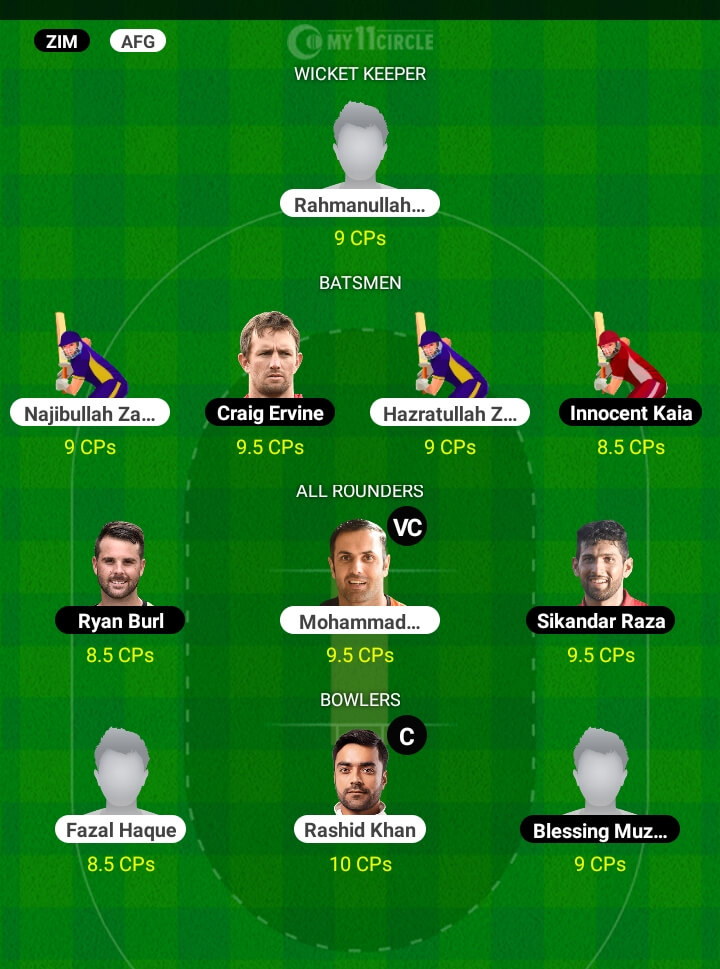 ZIM AFG MY11CIRCLE
WICKET KEEPER
Rahmanullah...
9 CPs
BATSMEN
Najibullah Za... Craig Ervine Hazratullah Z... Innocent Kaia
9 CPs 9.5 CPs 9 CPs 8.5 CPs
ALL ROUNDERS
VC
Ryan Burl Mohammad... Sikandar Raza
8.5 CPs 9.5 CPs 9.5 CPs
BOWLERS
C
Fazal Haque Rashid Khan Blessing Muz...
8.5 CPs 10 CPs 9 CPs